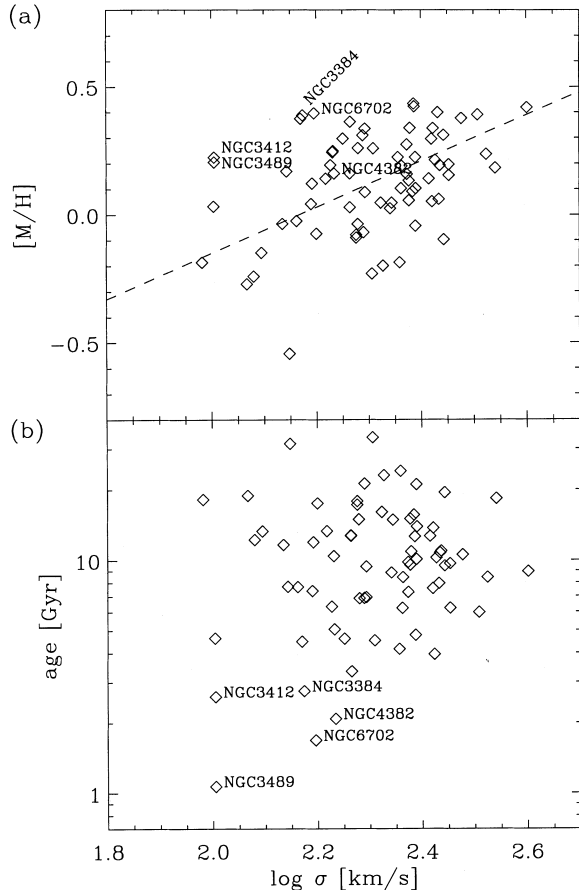 (a)
NGC3384
0.5
NGC6702
NGC3412
NGC3489
NGC4382
[M/H]
0.0
−0.5
(b)
age [Gyr]
10
NGC3412
NGC3384
NGC4382
NGC6702
NGC3489
1
1.8 2.0 2.2 2.4 2.6
log σ [km/s]